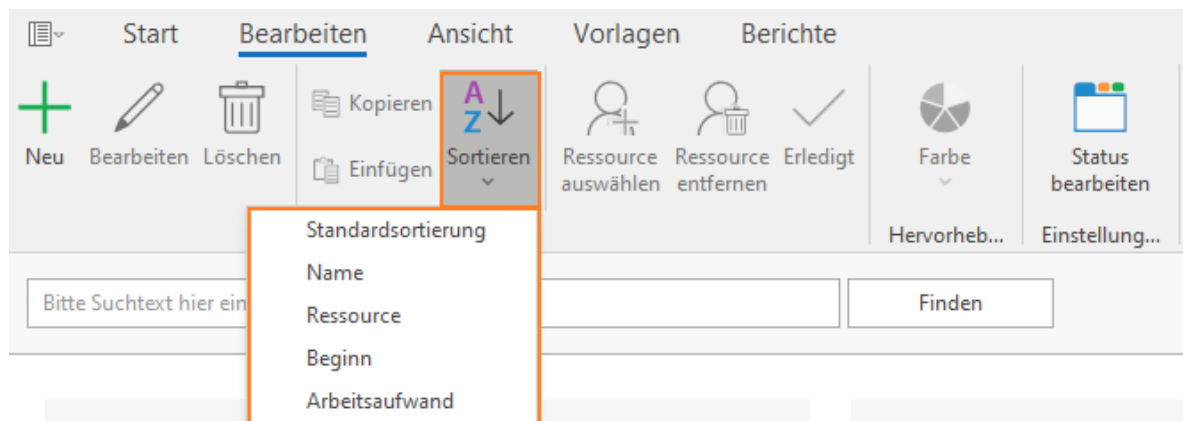 Start Bearbeiten Ansicht Vorlagen Berichte
Neu Bearbeiten Löschen
Kopieren
Einfügen
A
Z
Sortieren
Ressource
auswählen
Ressource
entfernen
Erledigt
Farbe
Status
bearbeiten
Hervorheb...
Einstellung...
Standardsortierung
Name
Ressource
Beginn
Arbeitsaufwand
Bitte Suchtext hier ein
Finden